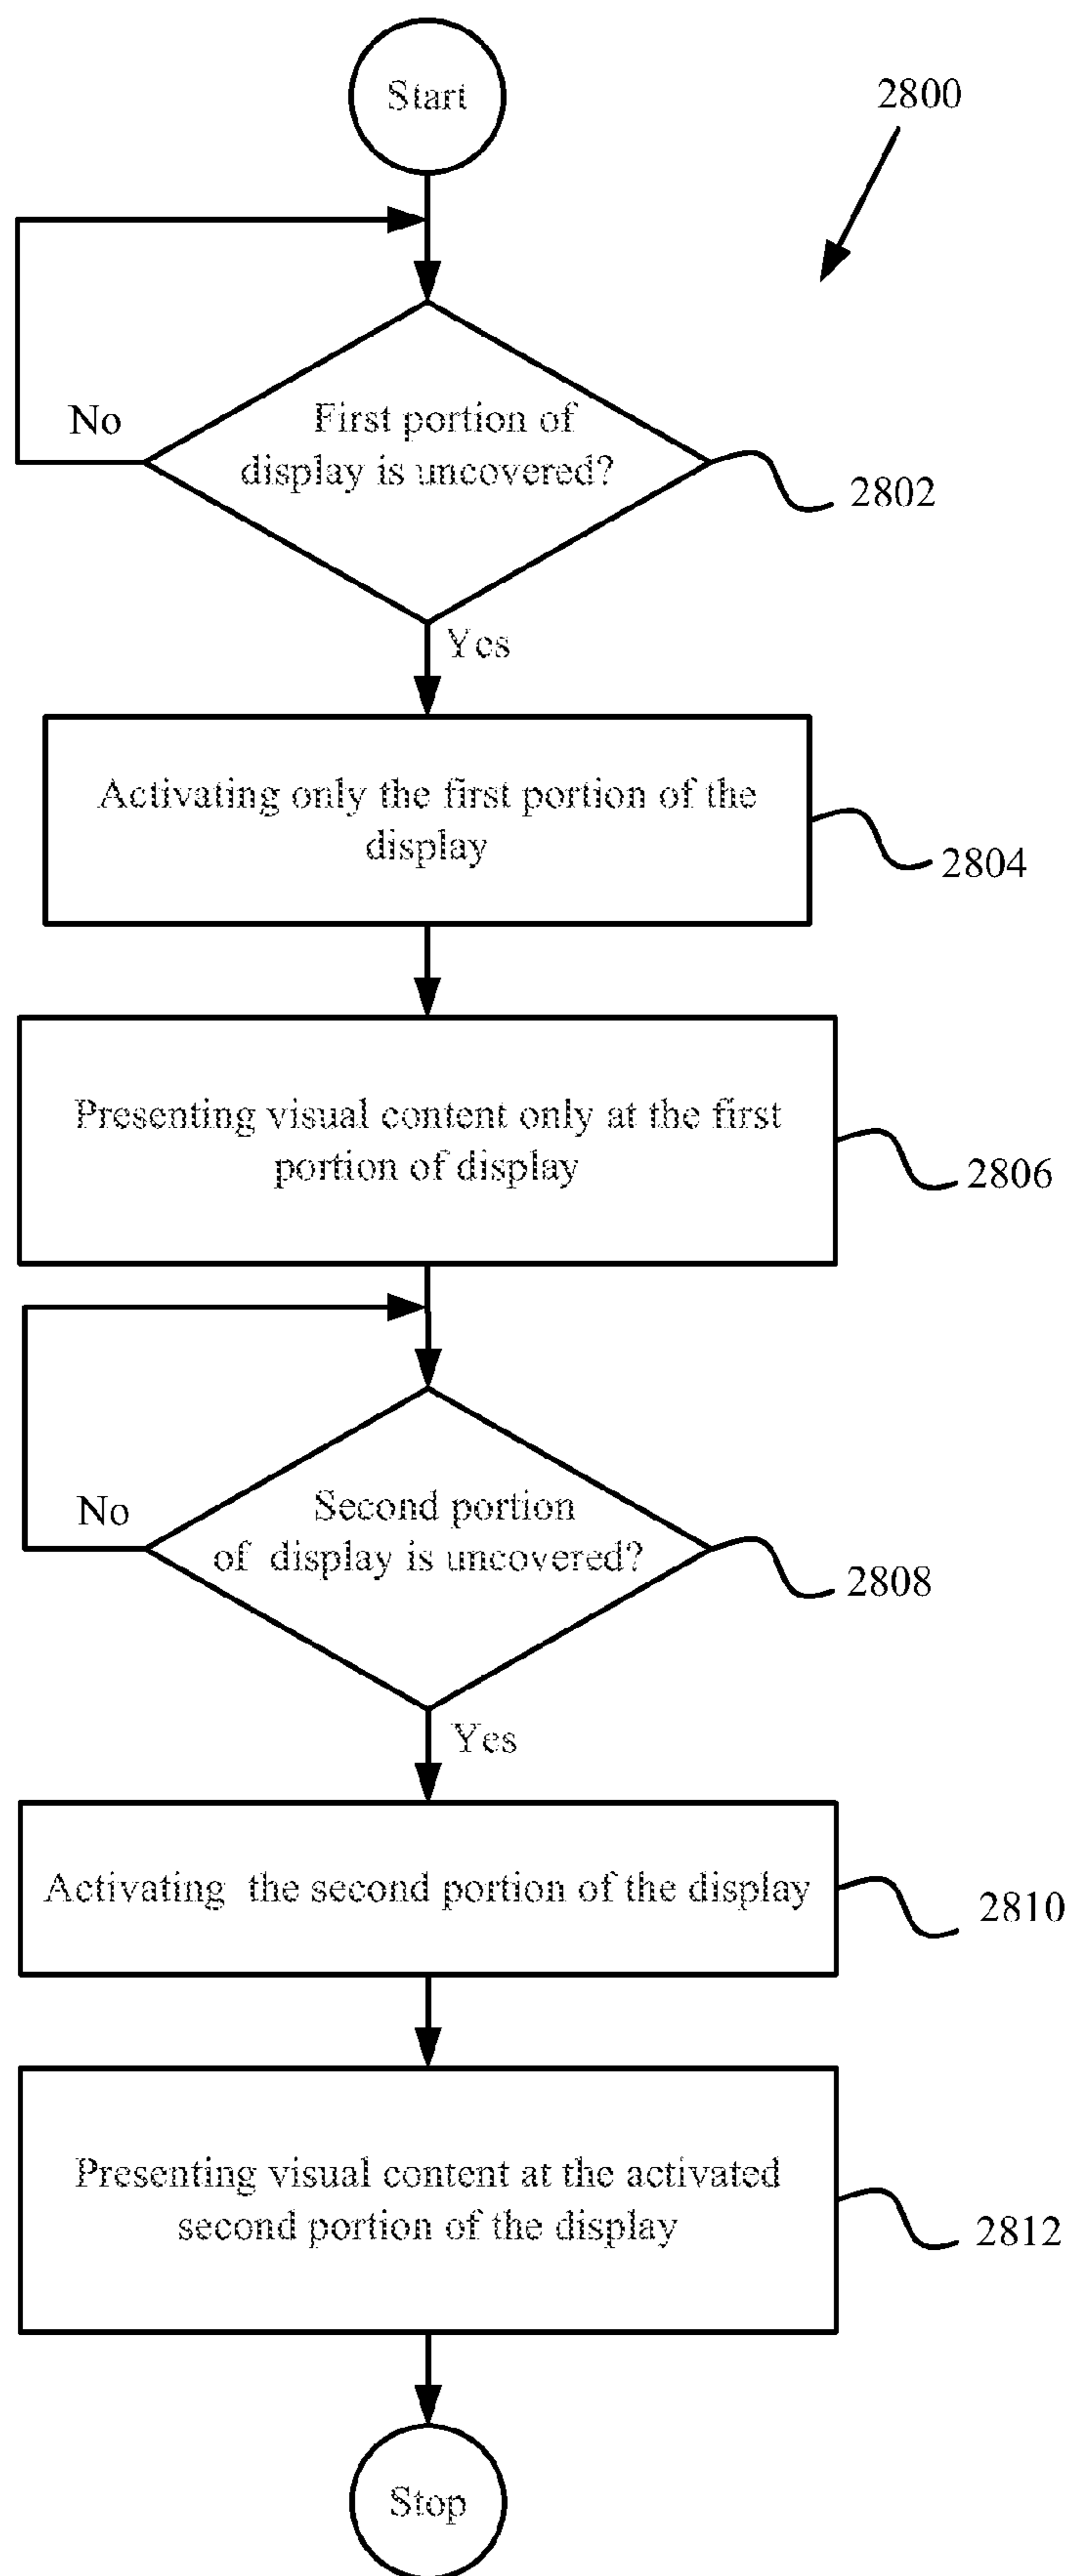 Start
2800
No
First portion of
display is uncovered?
2802
Yes
Activating only the first portion of the
display
2804
Presenting visual content only at the first
portion of display
2806
No
Second portion
of display is uncovered?
2808
Yes
Activating the second portion of the display
2810
Presenting visual content at the activated
second portion of the display
2812
Stop